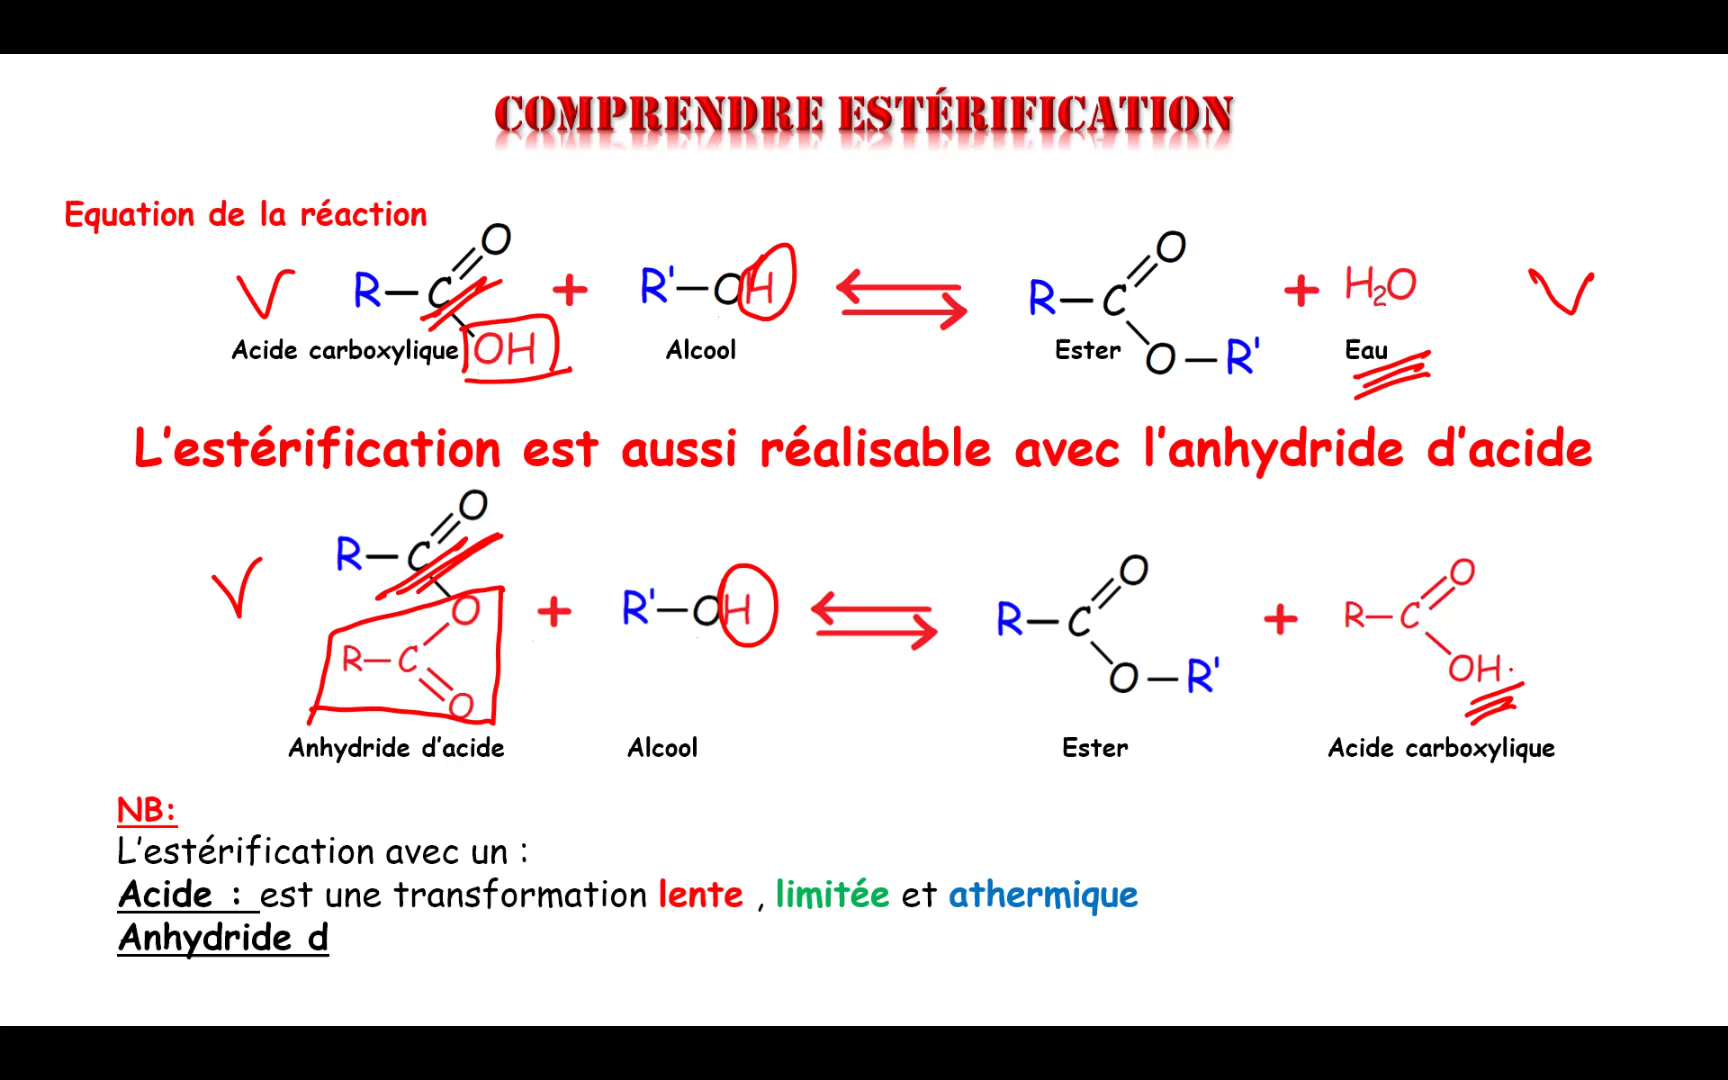 COMPRENDRE ESTÉRIFICATION
Equation de la réaction
R—C O OH + R'—OH ⇌ R—C O O—R' + H₂O
Acide carboxylique Alcool Ester Eau
L'estérification est aussi réalisable avec l'anhydride d'acide
R—C O O R—C O + R'—OH ⇌ R—C O O—R' + R—C O OH
Anhydride d'acide Alcool Ester Acide carboxylique
NB:
L'estérification avec un :
Acide : est une transformation lente , limitée et athermique
Anhydride d